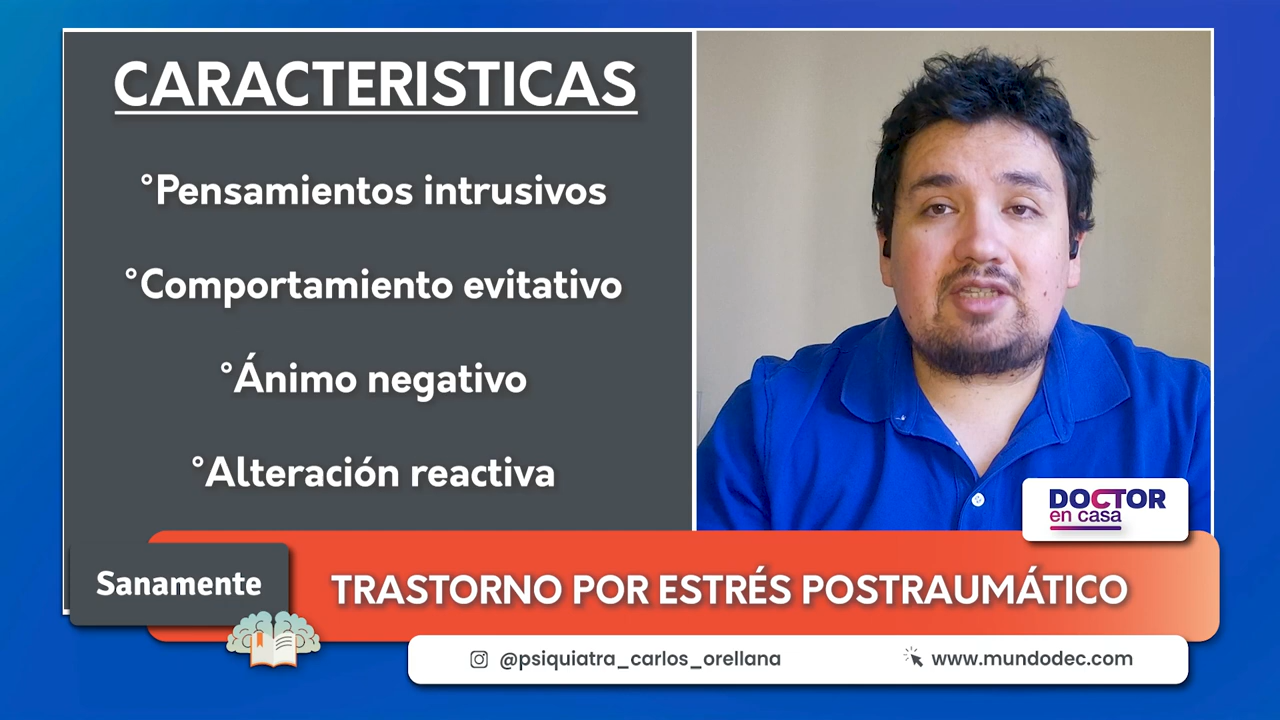 CARACTERISTICAS
°Pensamientos intrusivos
°Comportamiento evitativo
°Ánimo negativo
°Alteración reactiva
DOCTOR
en casa
Sanamente
TRASTORNO POR ESTRÉS POSTRAUMÁTICO
@psiquiatra_carlos_orellana
www.mundodec.com